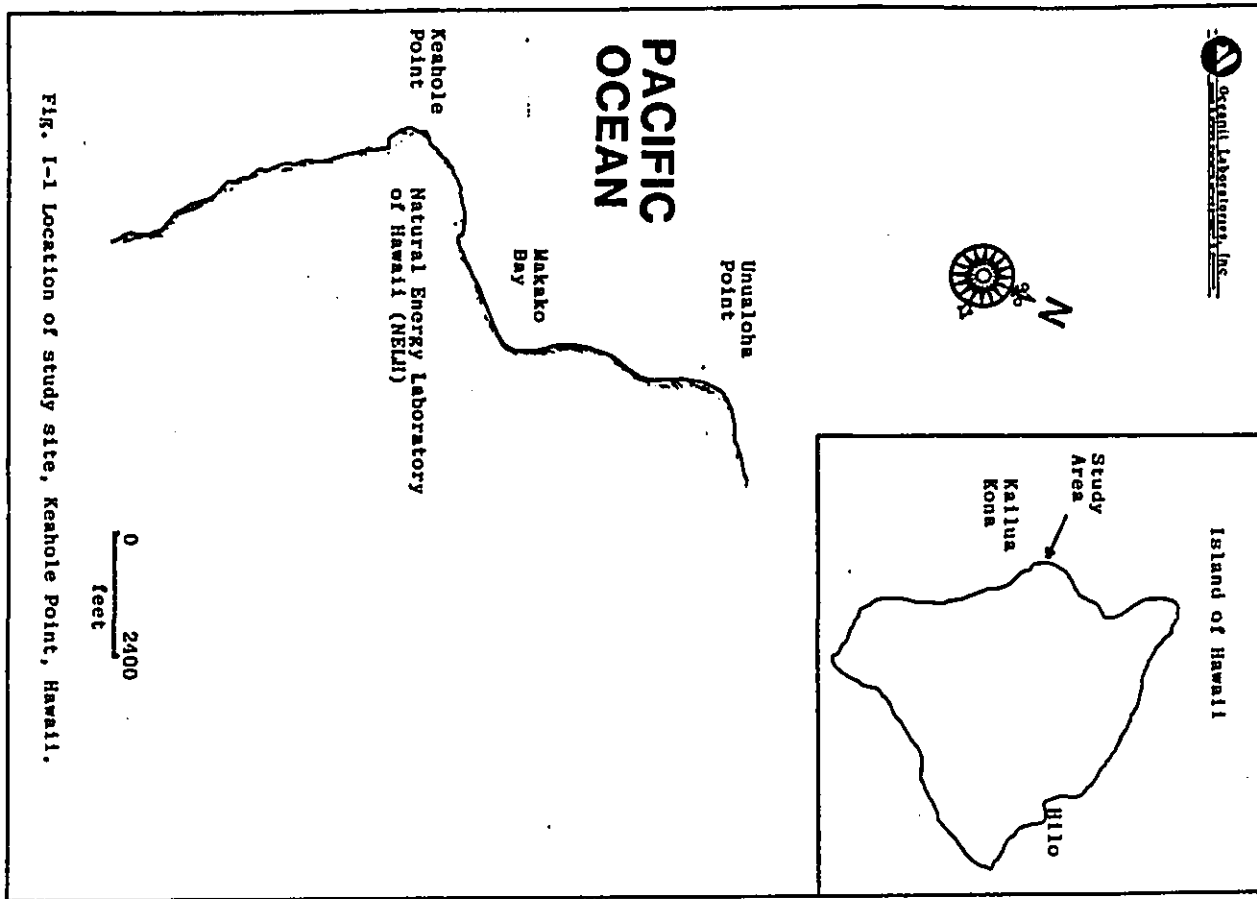 Oceanit Laboratories, Inc.
N
PACIFIC
OCEAN
Unualoha
Point
Makako
Bay
Keahole
Point
Natural Energy Laboratory
of Hawaii (NELH)
Island of Hawaii
Study
Area
Kailua
Kona
Hilo
0 2400
feet
Fig. I-1 Location of study site, Keahole Point, Hawaii.